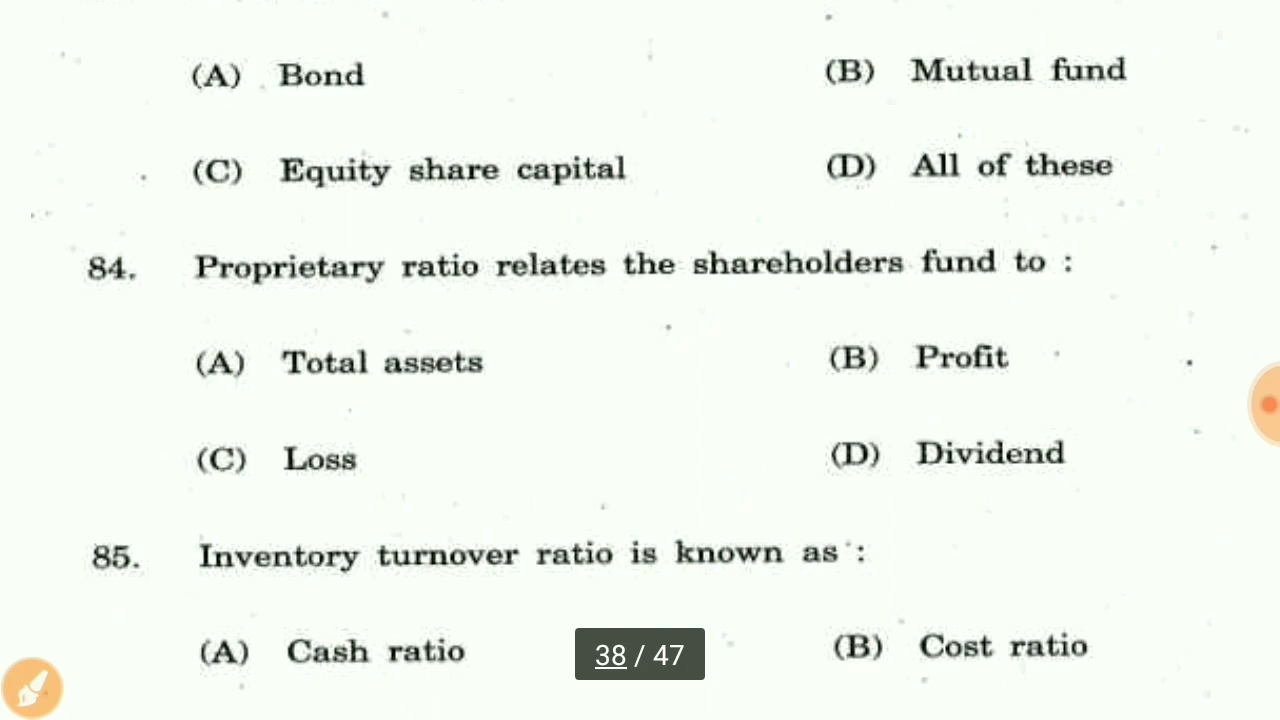 (A) Bond (B) Mutual fund
(C) Equity share capital (D) All of these
84. Proprietary ratio relates the shareholders fund to :
(A) Total assets (B) Profit
(C) Loss (D) Dividend
85. Inventory turnover ratio is known as :
(A) Cash ratio (B) Cost ratio
38 / 47